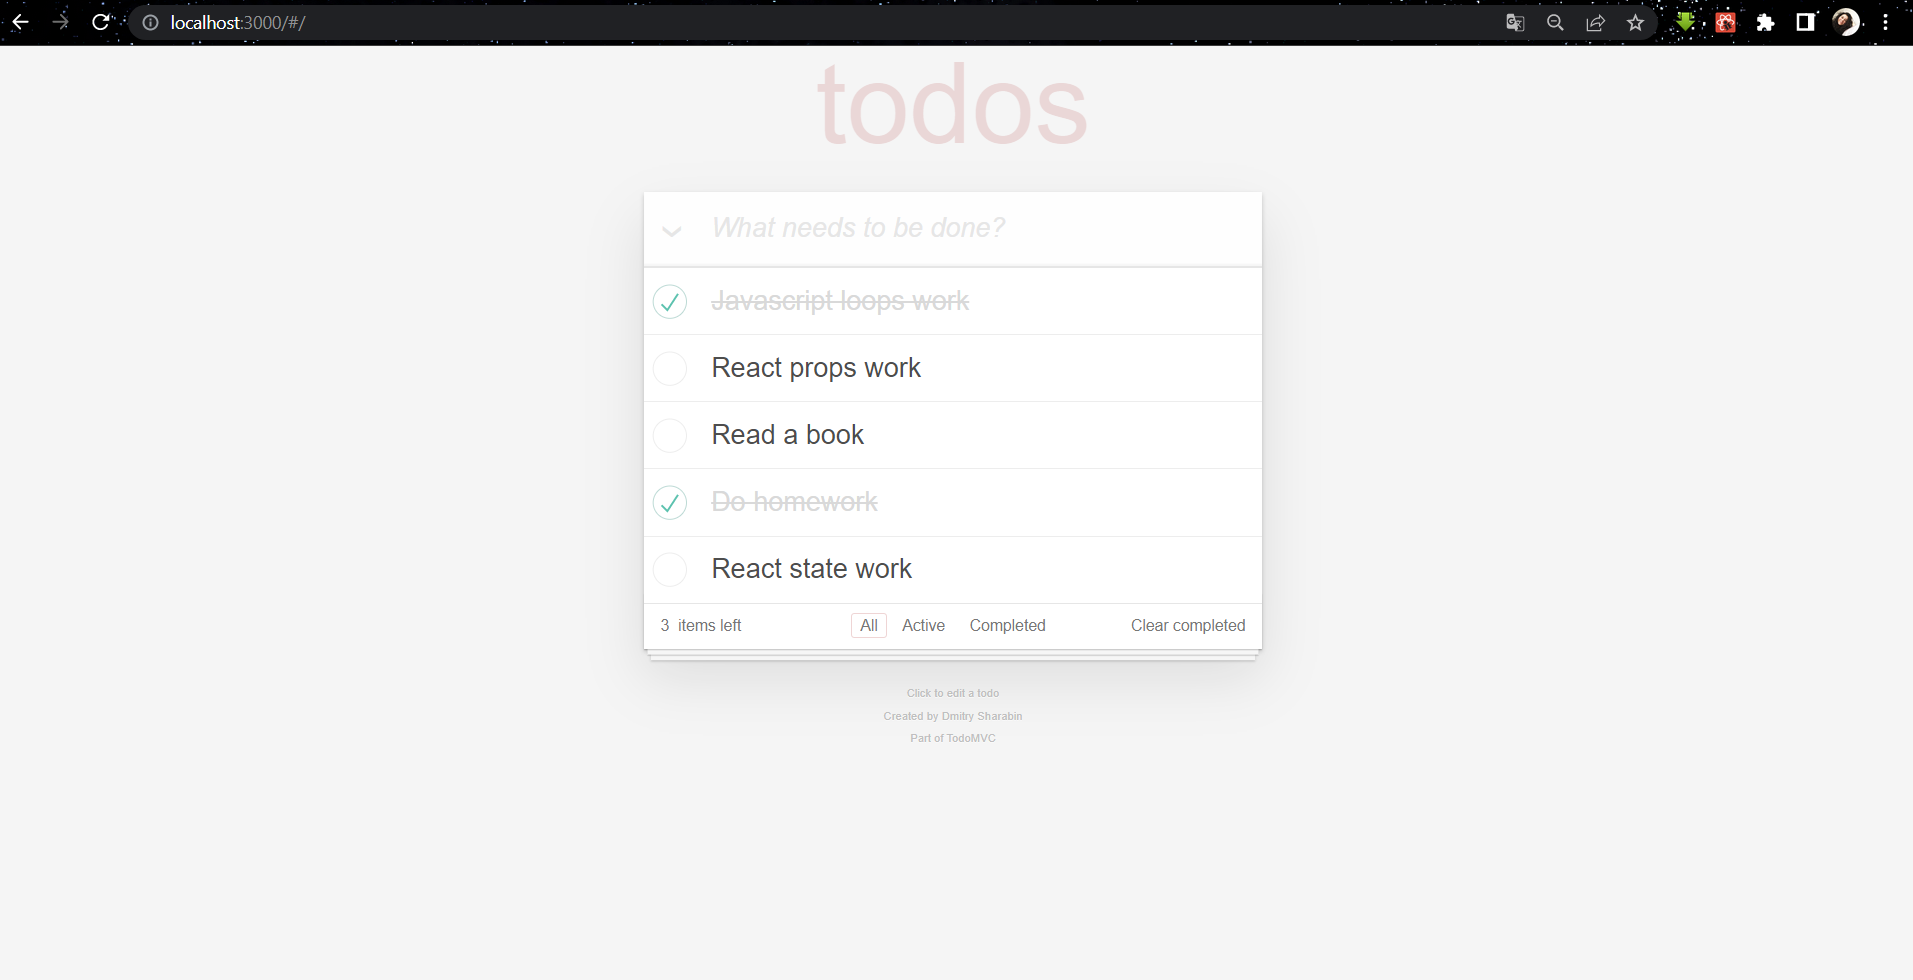 localhost:3000/#/
todos
What needs to be done?
Javascript loops work
React props work
Read a book
Do homework
React state work
3 items left All Active Completed Clear completed
Click to edit a todo
Created by Dmitry Sharabin
Part of TodoMVC